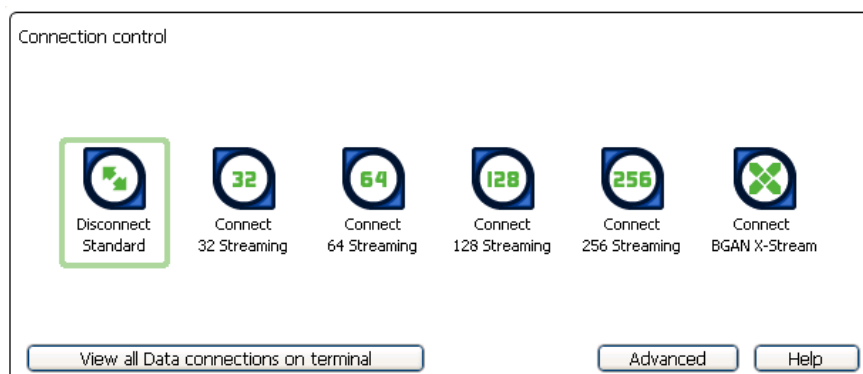 Connection control
32 64 128 256
Disconnect Connect Connect Connect Connect Connect
Standard 32 Streaming 64 Streaming 128 Streaming 256 Streaming BGAN X-Stream
View all Data connections on terminal Advanced Help